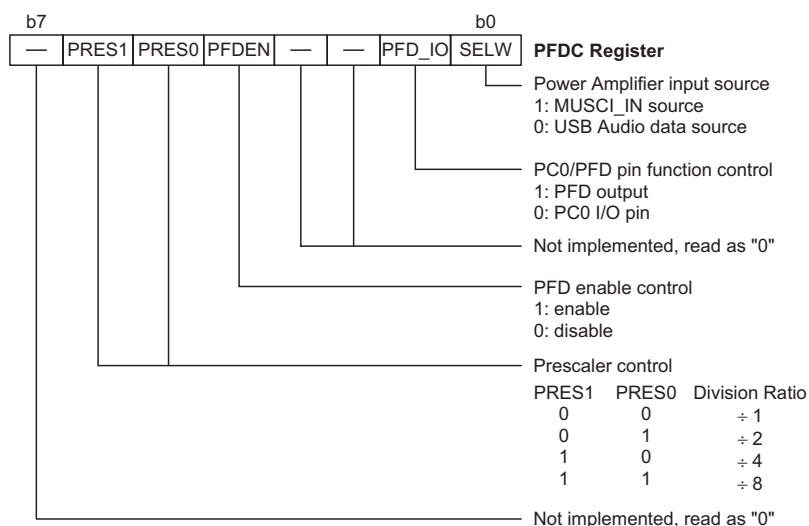 b7 b0
— PRES1 PRES0 PFDEN — — PFD_IO SELW PFDC Register
Power Amplifier input source
1: MUSCI_IN source
0: USB Audio data source
PC0/PFD pin function control
1: PFD output
0: PC0 I/O pin
Not implemented, read as "0"
PFD enable control
1: enable
0: disable
Prescaler control
PRES1 PRES0 Division Ratio
0 0 ÷ 1
0 1 ÷ 2
1 0 ÷ 4
1 1 ÷ 8
Not implemented, read as "0"